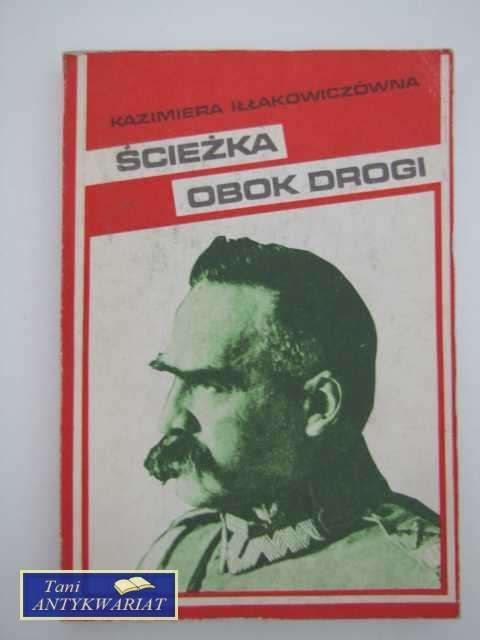 KAZIMIERA IŁŁAKOWICZÓWNA
ŚCIEŻKA
OBOK DROGI
Tani
ANTYKWARIAT